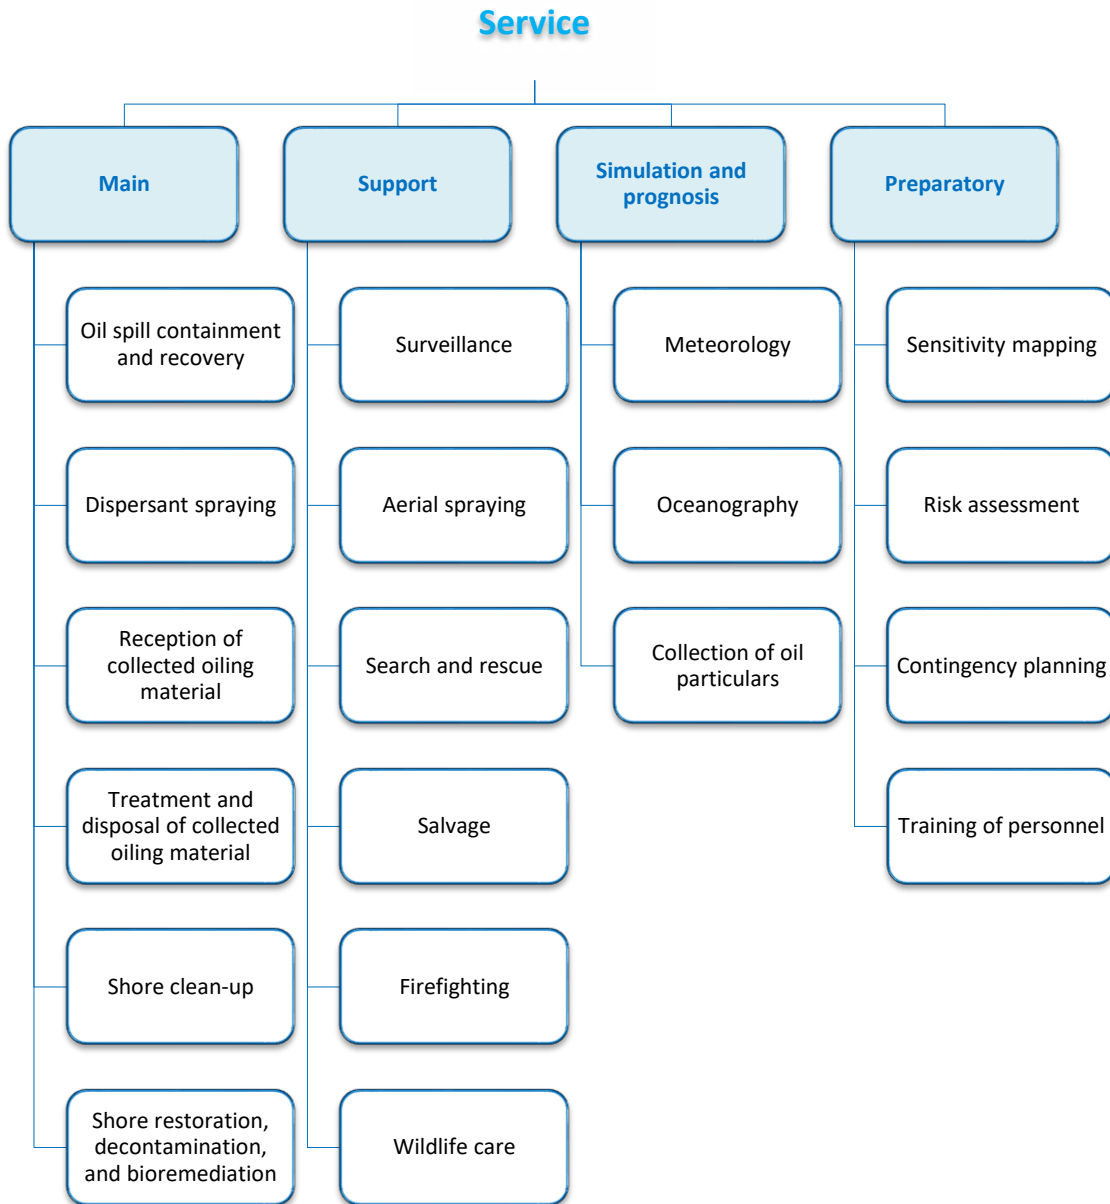 Service
Main
Support
Simulation and
prognosis
Preparatory
Oil spill containment
and recovery
Surveillance
Meteorology
Sensitivity mapping
Dispersant spraying
Aerial spraying
Oceanography
Risk assessment
Reception of
collected oiling
material
Search and rescue
Collection of oil
particulars
Contingency planning
Treatment and
disposal of collected
oiling material
Salvage
Training of personnel
Shore clean-up
Firefighting
Shore restoration,
decontamination,
and bioremediation
Wildlife care